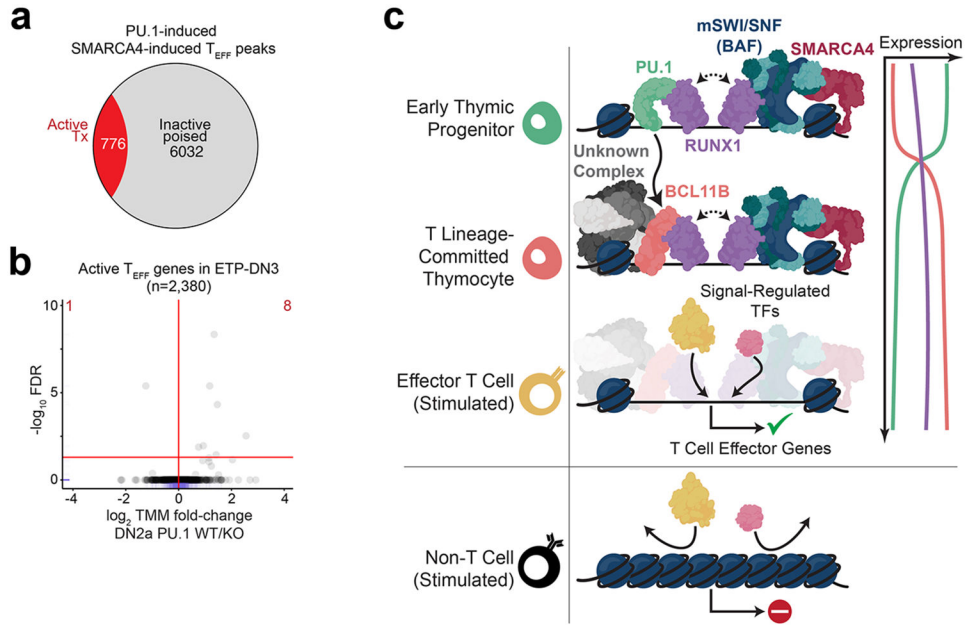 a
PU.1-induced
SMARCA4-induced TEFF peaks
Active
Tx
776
Inactive
poised
6032
b
Active TEFF genes in ETP-DN3
(n=2,380)
10
5
0
1
8
-log10 FDR
-4
-2
0
2
4
log2 TMM fold-change
DN2a PU.1 WT/KO
c
mSWI/SNF
(BAF)
SMARCA4
Expression
PU.1
Early Thymic
Progenitor
RUNX1
Unknown
Complex
BCL11B
T Lineage-
Committed
Thymocyte
Signal-Regulated
TFs
Effector T Cell
(Stimulated)
T Cell Effector Genes
Non-T Cell
(Stimulated)